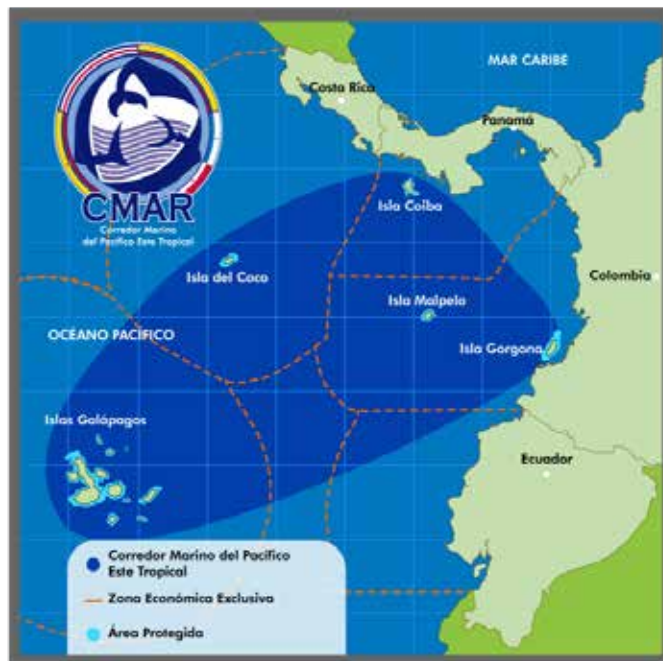 MAR CARIBE
Costa Rica
Panamá
CMAR
Corredor Marino
del Pacífico Este Tropical
Isla Coiba
Isla del Coco
Colombia
Isla Malpelo
OCÉANO PACÍFICO
Isla Gorgona
Islas Galápagos
Ecuador
Corredor Marino del Pacífico
Este Tropical
Zona Económica Exclusiva
Área Protegida